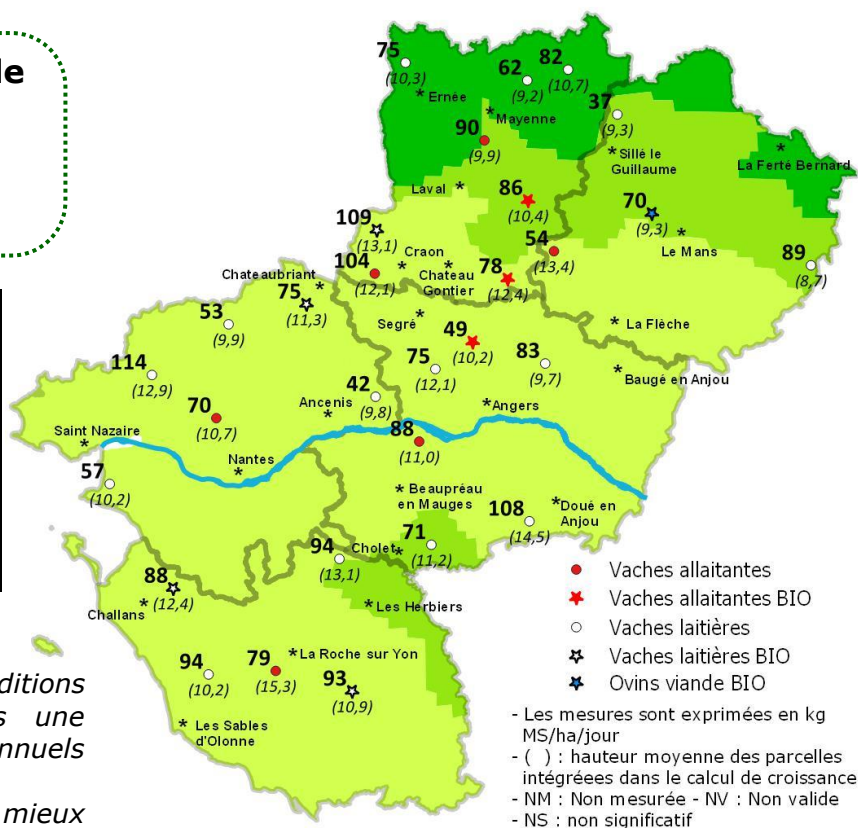 le
75
(10,3)
* Ernée
62
(9,2)
82
(10,7)
* Mayenne
37
(9,3)
90
(9,9)
* Sillé le
Guillaume
*
La Ferté Bernard
Laval *
86
(10,4)
70
(9,3)
*
Le Mans
109
(13,1)
104
(12,1)
* Craon
* Chateau
Gontier
78
(12,4)
54
(13,4)
89
(8,7)
Chateaubriant *
75
(11,3)
53
(9,9)
Segré *
49
(10,2)
* La Flèche
114
(12,9)
75
(12,1)
83
(9,7)
* Baugé en Anjou
70
(10,7)
42
(9,8)
Ancenis
*
*Angers
Saint Nazaire
*
88
(11,0)
*
Nantes
57
(10,2)
* Beaupréau
en Mauges
108
(14,5)
*Doué en
Anjou
94
(13,1)
Cholet*
71
(11,2)
88
(12,4)
*
Challans
* Les Herbiers
94
(10,2)
79
(15,3)
*La Roche sur Yon
93
(10,9)
* Les Sables
d'Olonne
Vaches allaitantes
Vaches allaitantes BIO
Vaches laitières
Vaches laitières BIO
Ovins viande BIO
- Les mesures sont exprimées en kg
MS/ha/jour
- ( ) : hauteur moyenne des parcelles
intégréees dans le calcul de croissance
- NM : Non mesurée - NV : Non valide
- NS : non significatif
ditions
s une
nnuels
mieux